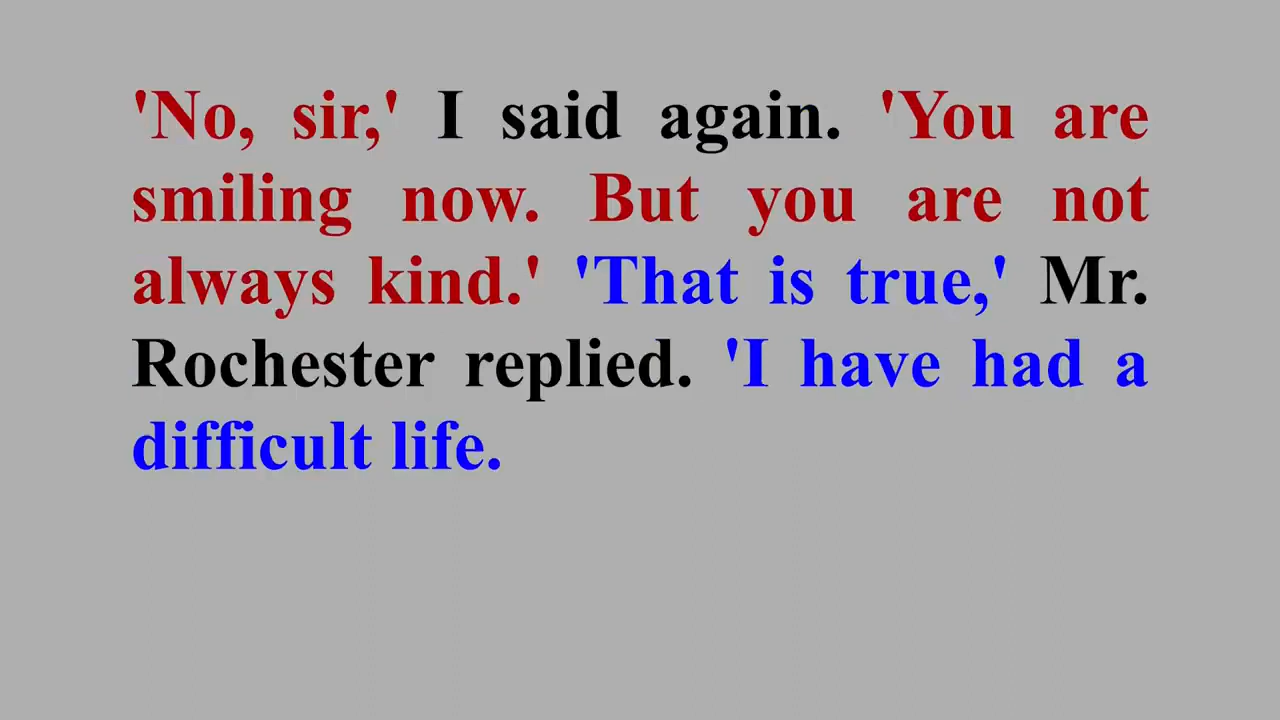 'No, sir,' I said again. 'You are
smiling now. But you are not
always kind.' 'That is true,' Mr.
Rochester replied. 'I have had a
difficult life.